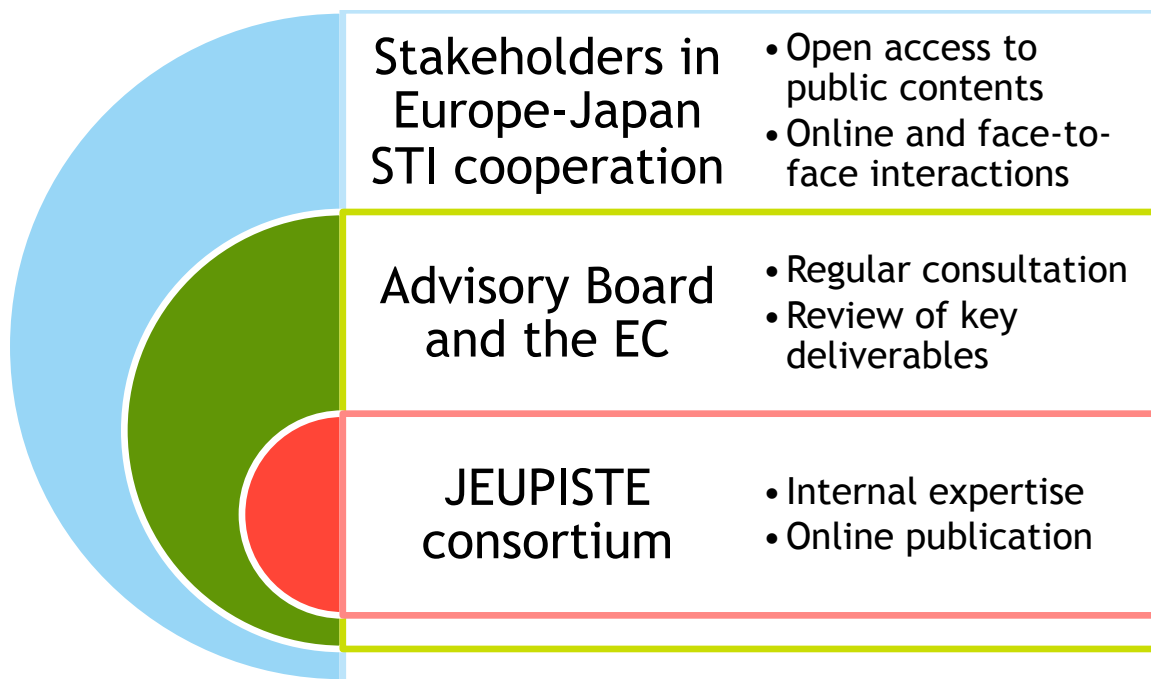 Stakeholders in
Europe-Japan
STI cooperation
• Open access to
public contents
• Online and face-to-
face interactions
Advisory Board
and the EC
• Regular consultation
• Review of key
deliverables
JEUPISTE
consortium
• Internal expertise
• Online publication